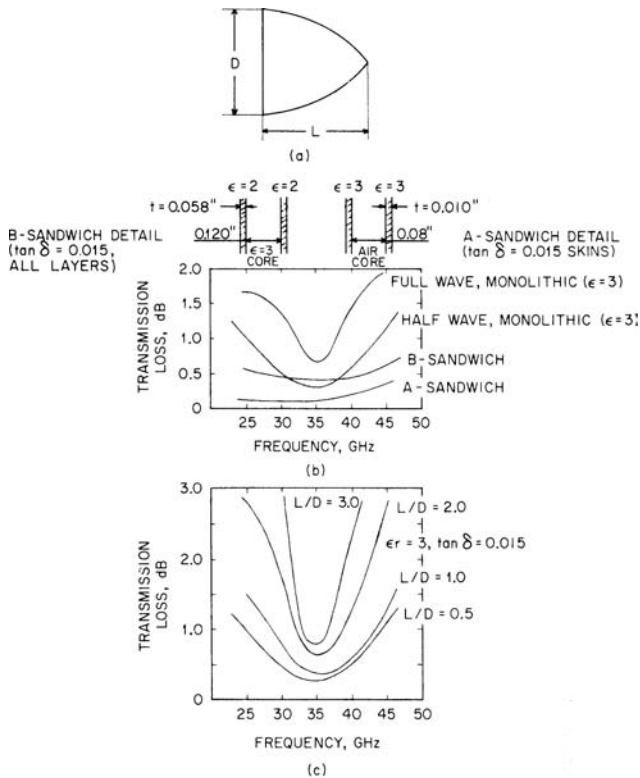 D
L
(a)
ϵ=2 ϵ=2 ϵ=3 ϵ=3
t=0.058" t=0.010"
B-SANDWICH DETAIL
(tan δ = 0.015,
ALL LAYERS)
0.120" ϵ=3 CORE
AIR CORE 0.08"
A-SANDWICH DETAIL
(tan δ = 0.015 SKINS)
TRANSMISSION LOSS, dB
2.0
1.5
1.0
0.5
0
FULL WAVE, MONOLITHIC (ϵ=3)
HALF WAVE, MONOLITHIC (ϵ=3)
B-SANDWICH
A-SANDWICH
25 30 35 40 45 50
FREQUENCY, GHz
(b)
TRANSMISSION LOSS, dB
3.0
2.0
1.0
0
L/D = 3.0
L/D = 2.0
ϵr = 3, tan δ = 0.015
L/D = 1.0
L/D = 0.5
25 30 35 40 45 50
FREQUENCY, GHz
(c)